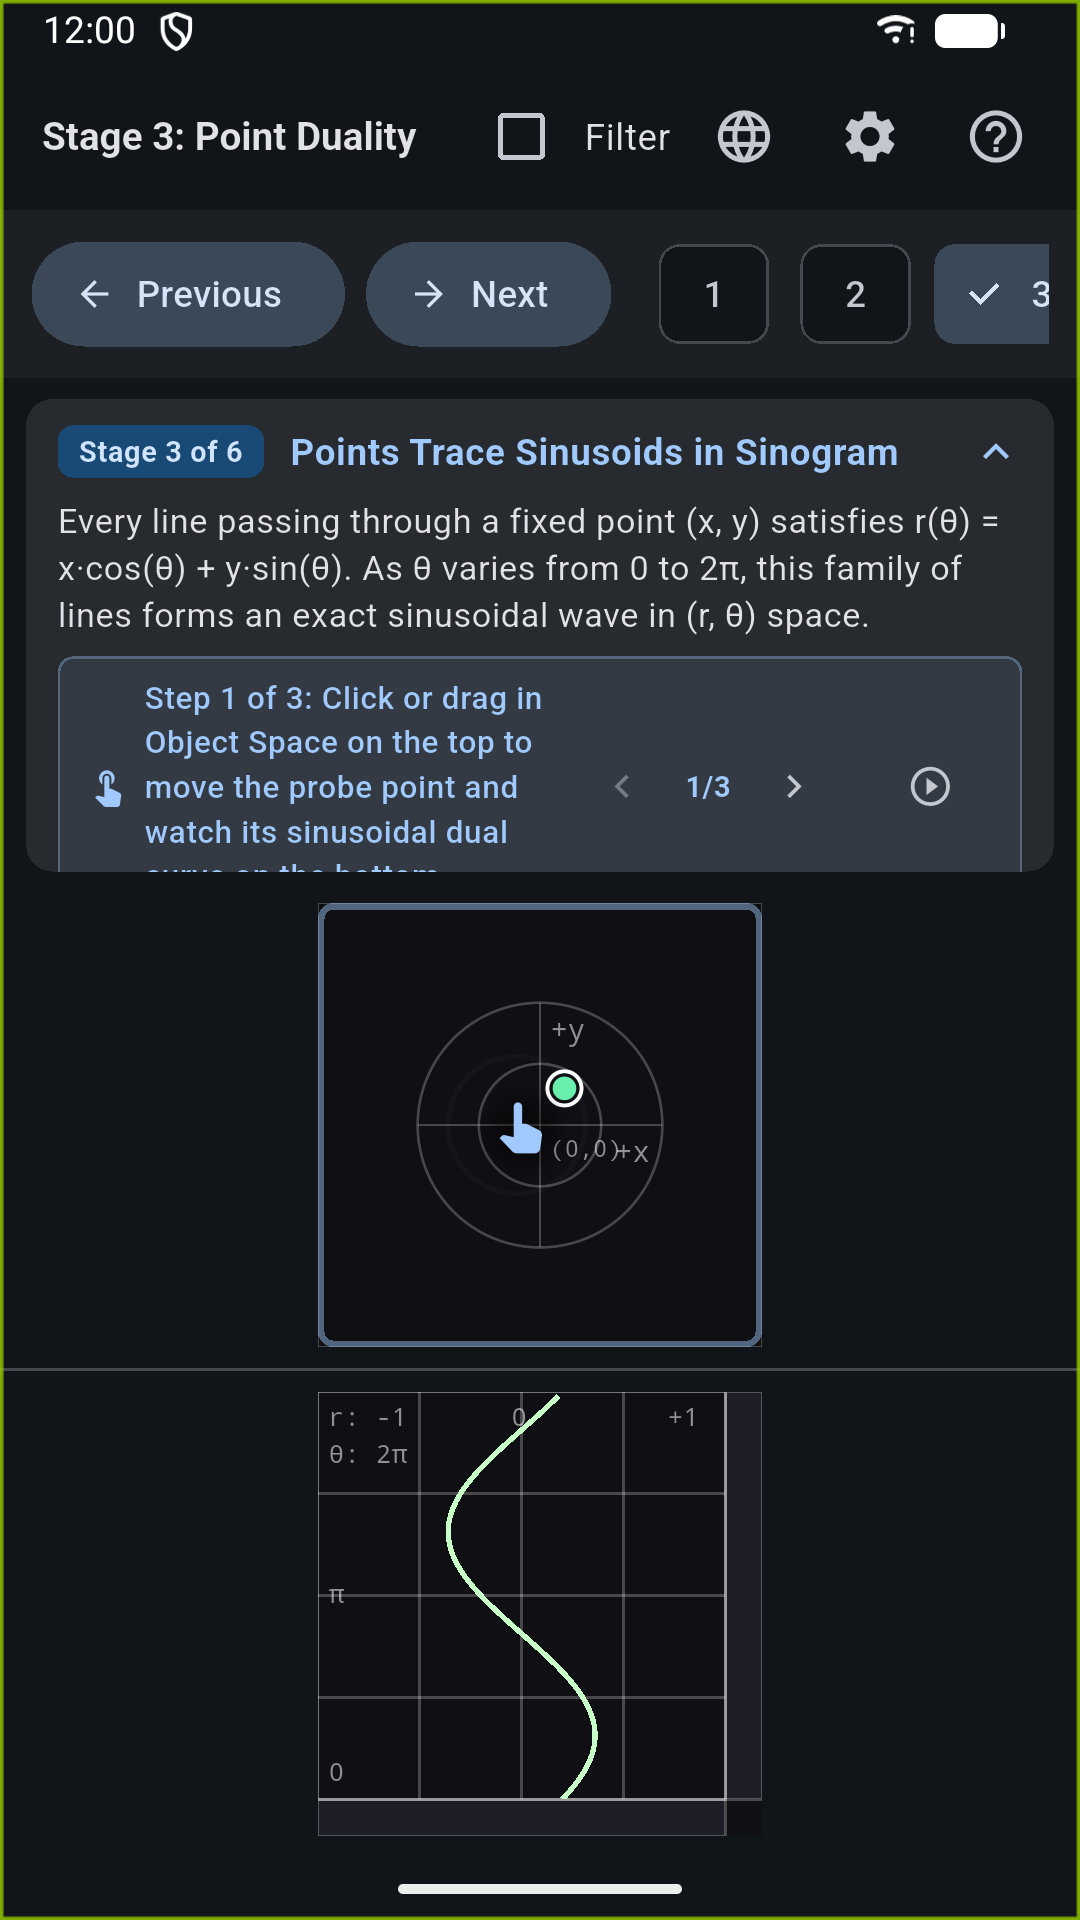 12:00
Stage 3: Point Duality
Filter
Previous
Next
1
2
3
Stage 3 of 6
Points Trace Sinusoids in Sinogram
Every line passing through a fixed point (x, y) satisfies r(θ) =
x·cos(θ) + y·sin(θ). As θ varies from 0 to 2π, this family of
lines forms an exact sinusoidal wave in (r, θ) space.
Step 1 of 3: Click or drag in
Object Space on the top to
move the probe point and
watch its sinusoidal dual
curve on the bottom
1/3
+y
(0,0)
+x
r: -1
0
+1
θ: 2π
π
0